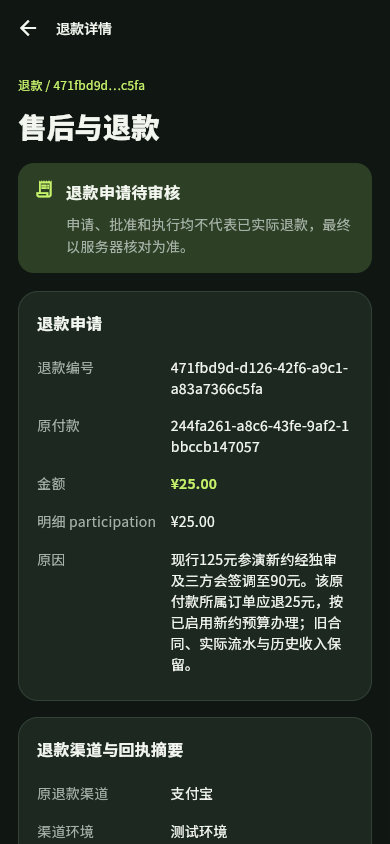 退款详情
退款 / 471fbd9d…c5fa
售后与退款
退款申请待审核
申请、批准和执行均不代表已实际退款，最终
以服务器核对为准。
退款申请
退款编号 471fbd9d-d126-42f6-a9c1-
a83a7366c5fa
原付款 244fa261-a8c6-43fe-9af2-1
bbccb147057
金额 ¥25.00
明细 participation ¥25.00
原因 现行125元参演新约经独审
及三方会签调至90元。该原
付款所属订单应退25元，按
已启用新约预算办理；旧合
同、实际流水与历史收入保
留。
退款渠道与回执摘要
原退款渠道 支付宝
渠道环境 测试环境